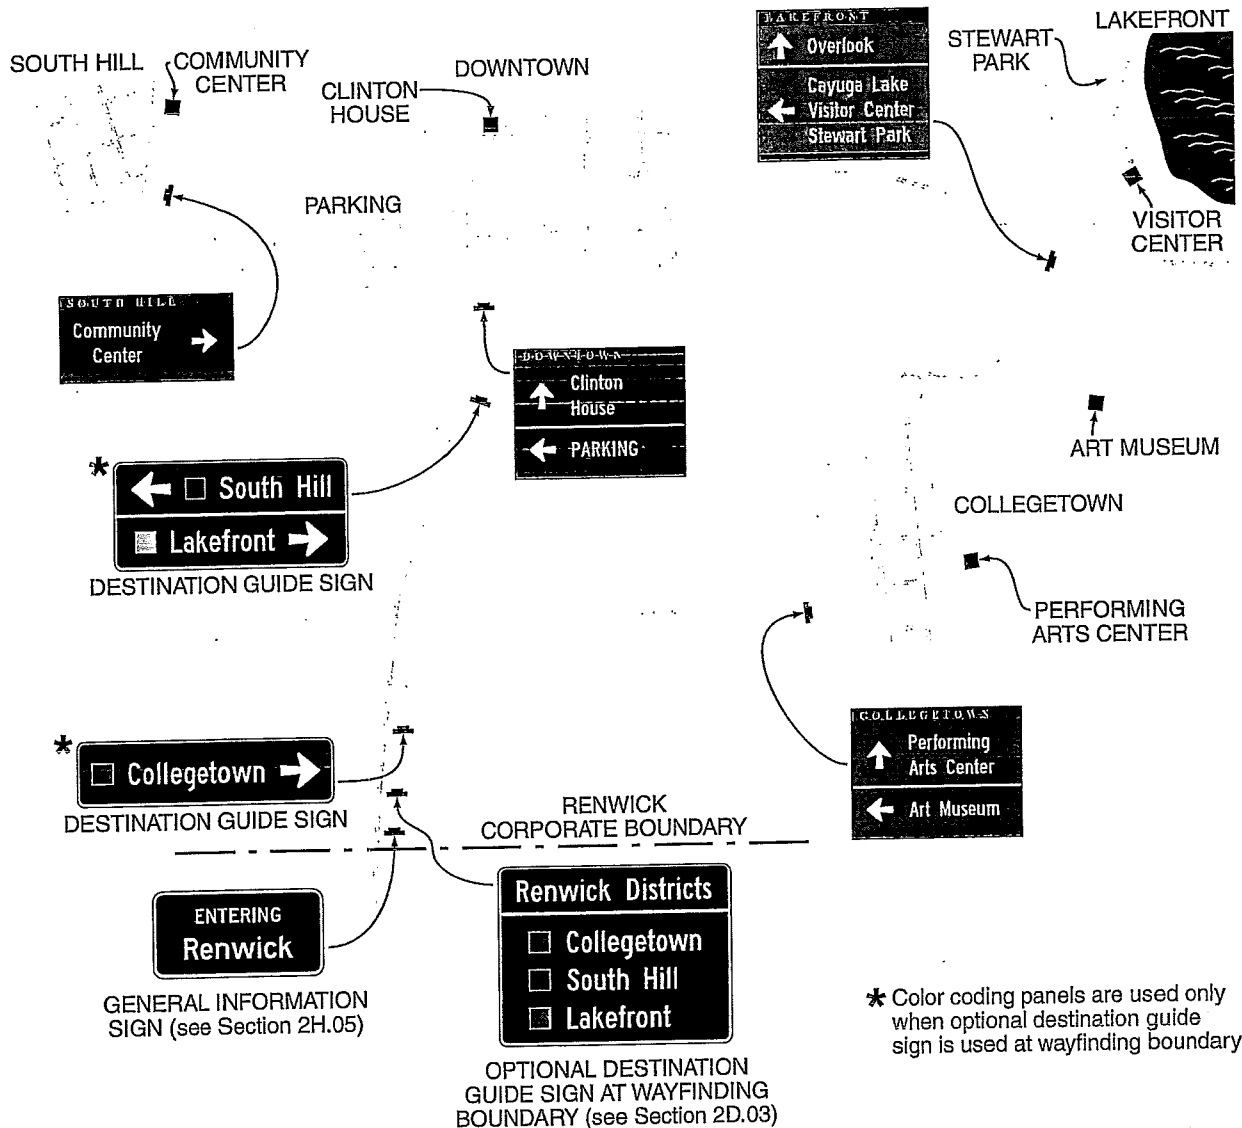 SOUTH HILL
COMMUNITY
CENTER
CLINTON
HOUSE
DOWNTOWN
PARKING
LAKEFRONT
Overlook
Cayuga Lake
Visitor Center
Stewart Park
STEWART
PARK
LAKEFRONT
VISITOR
CENTER
SOUTH HILL
Community
Center
DOWNTOWN
Clinton
House
PARKING
* South Hill
Lakefront
DESTINATION GUIDE SIGN
ART MUSEUM
COLLEGETOWN
PERFORMING
ARTS CENTER
COLLEGETOWN
Performing
Arts Center
Art Museum
* Collegetown
DESTINATION GUIDE SIGN
RENWICK
CORPORATE BOUNDARY
ENTERING
Renwick
GENERAL INFORMATION
SIGN (see Section 2H.05)
Renwick Districts
Collegetown
South Hill
Lakefront
OPTIONAL DESTINATION
GUIDE SIGN AT WAYFINDING
BOUNDARY (see Section 2D.03)
* Color coding panels are used only
when optional destination guide
sign is used at wayfinding boundary